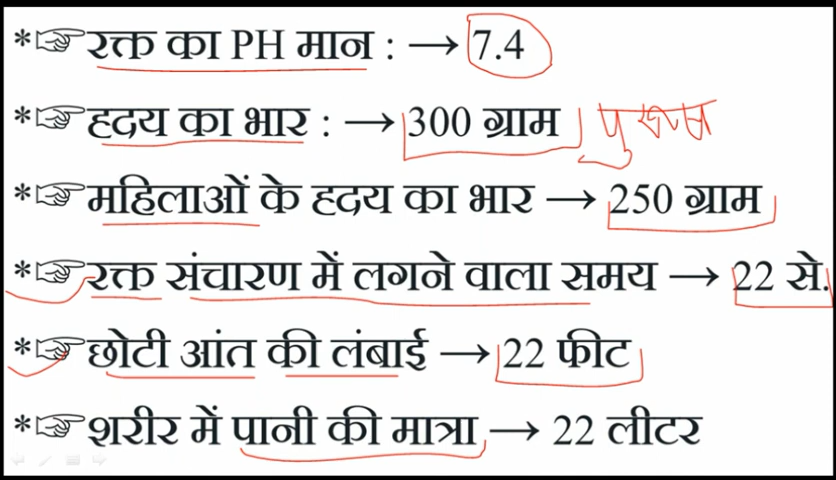 *☞रक्त का PH मान : → 7.4
*☞ह्दय का भार : → 300 ग्राम पुरूष
*☞महिलाओं के ह्दय का भार → 250 ग्राम
*☞रक्त संचारण में लगने वाला समय → 22 से.
*☞छोटी आंत की लंबाई → 22 फीट
*☞शरीर में पानी की मात्रा → 22 लीटर